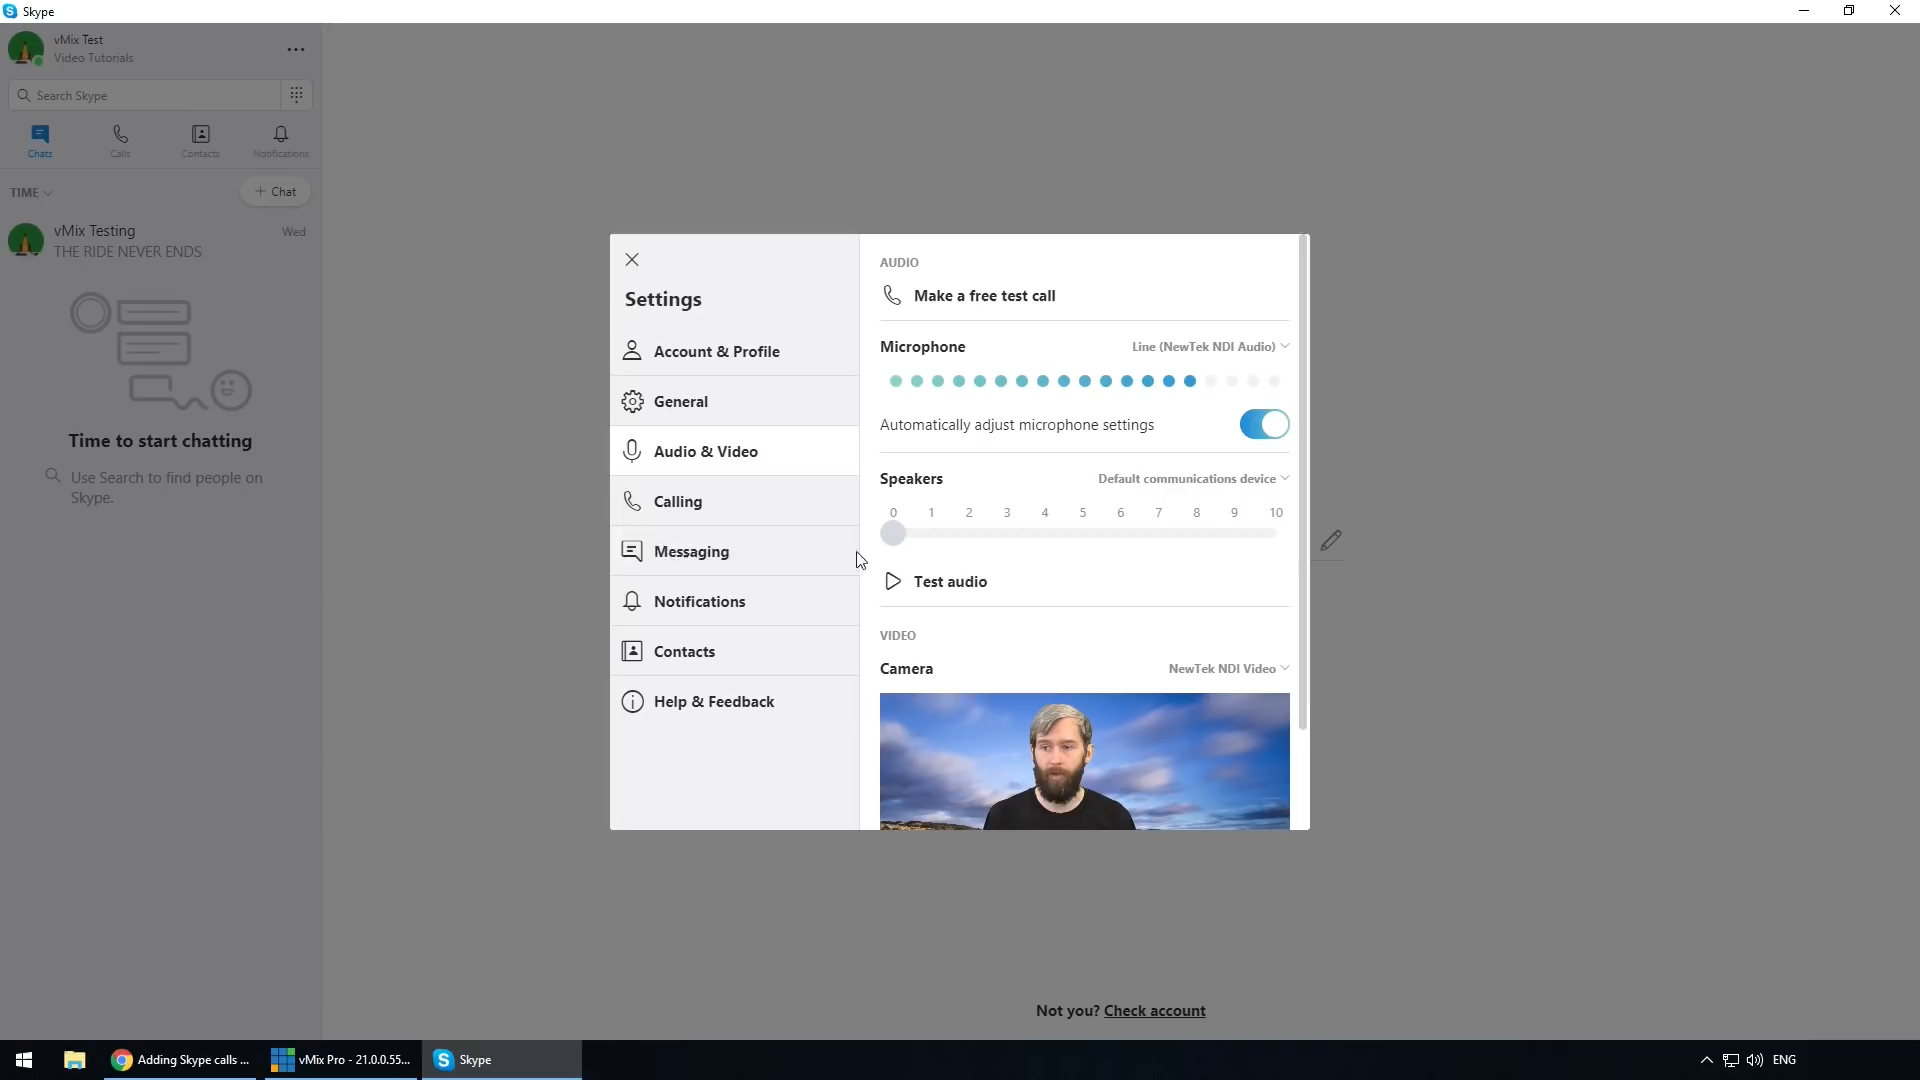 Skype
vMix Test
Video Tutorials
Search Skype
Chats
Calls
Contacts
Notifications
TIME
+ Chat
vMix Testing
Wed
THE RIDE NEVER ENDS
Time to start chatting
Use Search to find people on
Skype.
Settings
Account & Profile
General
Audio & Video
Calling
Messaging
Notifications
Contacts
Help & Feedback
AUDIO
Make a free test call
Microphone
Line (NewTek NDI Audio)
Automatically adjust microphone settings
Speakers
Default communications device
0 1 2 3 4 5 6 7 8 9 10
Test audio
VIDEO
Camera
NewTek NDI Video
Not you? Check account
Adding Skype calls ...
vMix Pro - 21.0.0.55...
Skype
ENG